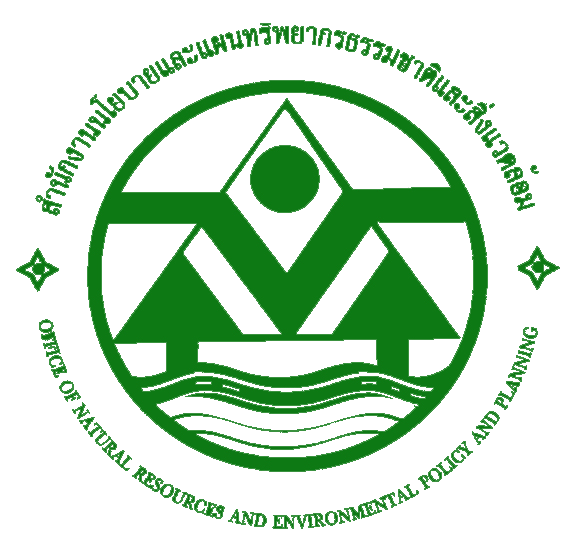 สำนักงานนโยบายและแผนทรัพยากรธรรมชาติและสิ่งแวดล้อม
OFFICE OF NATURAL RESOURCES AND ENVIRONMENTAL POLICY AND PLANNING